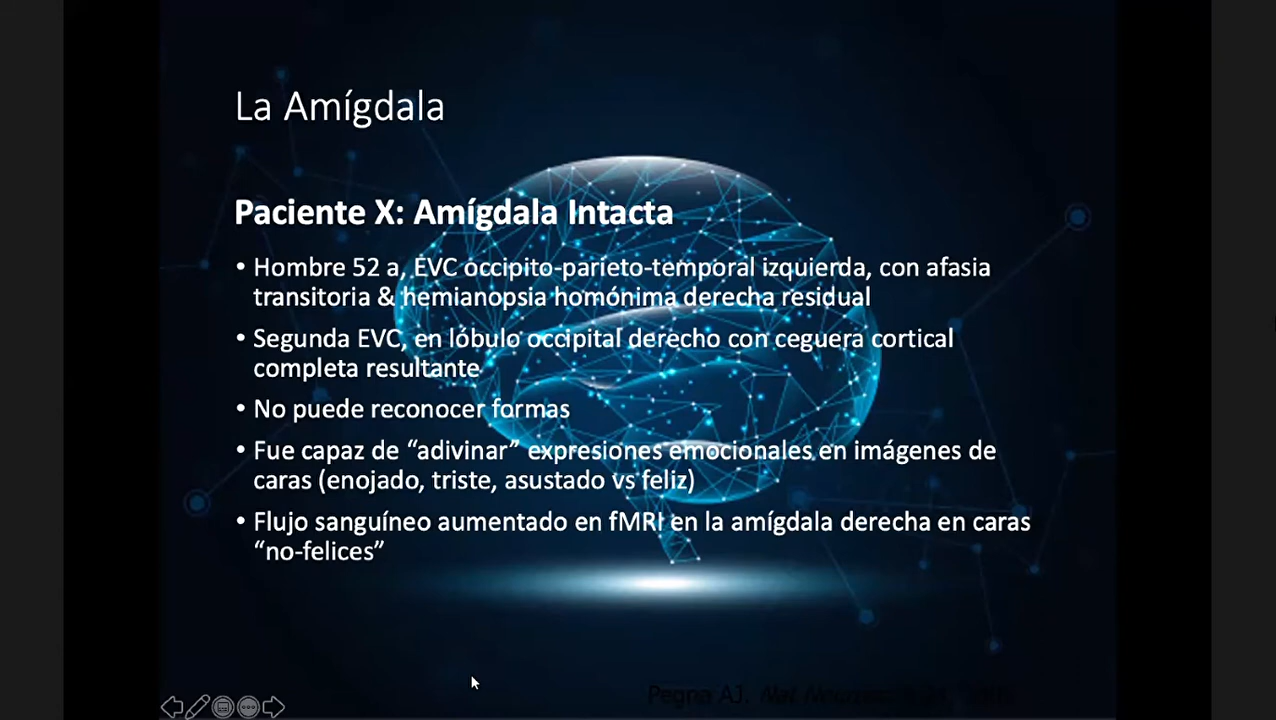 La Amígdala
Paciente X: Amígdala Intacta
• Hombre 52 a, EVC occipito-parieto-temporal izquierda, con afasia
transitoria & hemianopsia homónima derecha residual
• Segunda EVC, en lóbulo occipital derecho con ceguera cortical
completa resultante
• No puede reconocer formas
• Fue capaz de “adivinar” expresiones emocionales en imágenes de
caras (enojado, triste, asustado vs feliz)
• Flujo sanguíneo aumentado en fMRI en la amígdala derecha en caras
“no-felices”
Pegna AJ.